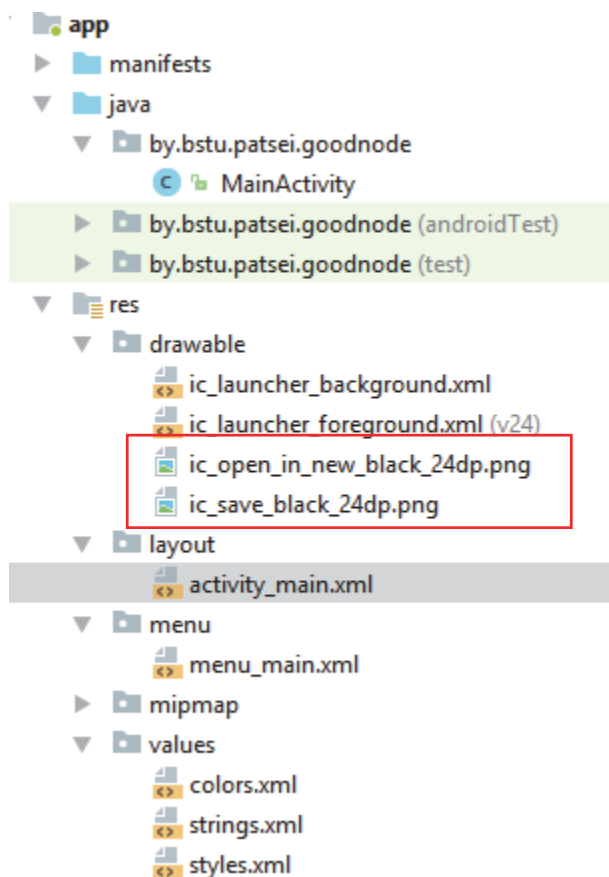 app
manifests
java
by.bstu.patsei.goodnode
C MainActivity
by.bstu.patsei.goodnode (androidTest)
by.bstu.patsei.goodnode (test)
res
drawable
ic_launcher_background.xml
ic_launcher_foreground.xml (v24)
ic_open_in_new_black_24dp.png
ic_save_black_24dp.png
layout
activity_main.xml
menu
menu_main.xml
mipmap
values
colors.xml
strings.xml
styles.xml